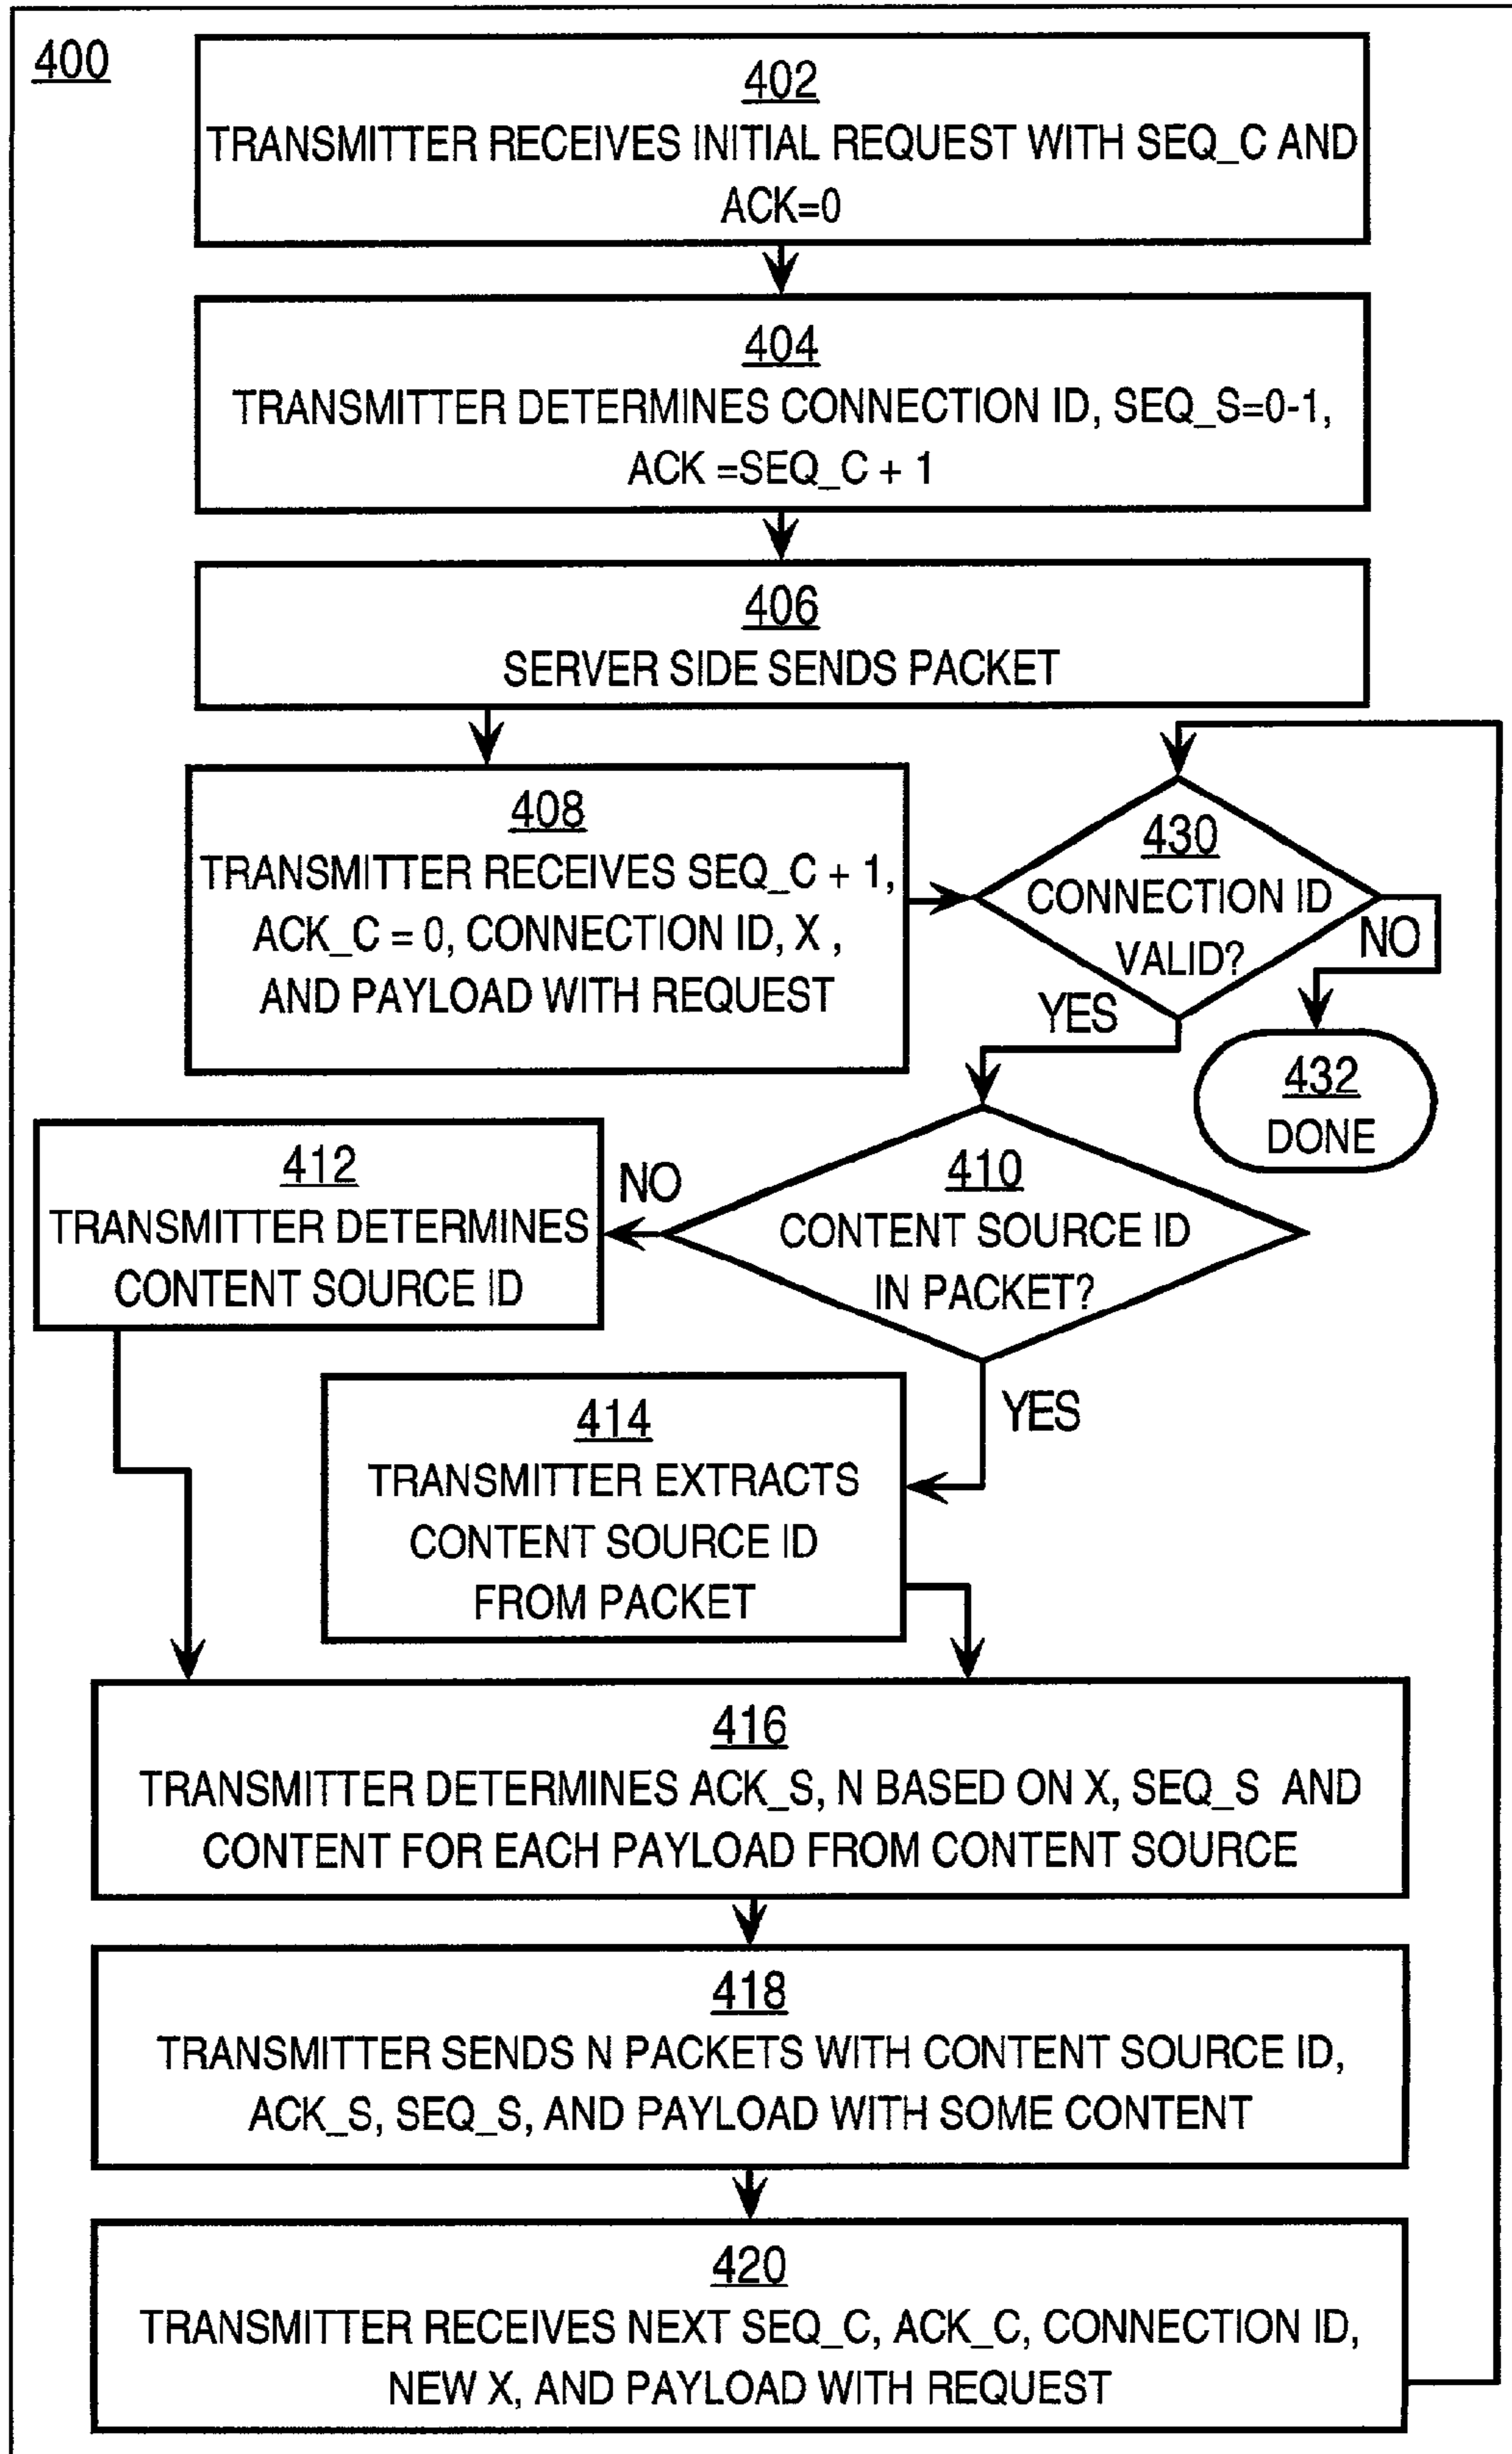 400
402
TRANSMITTER RECEIVES INITIAL REQUEST WITH SEQ_C AND
ACK=0
404
TRANSMITTER DETERMINES CONNECTION ID, SEQ_S=0-1,
ACK =SEQ_C + 1
406
SERVER SIDE SENDS PACKET
408
TRANSMITTER RECEIVES SEQ_C + 1,
ACK_C = 0, CONNECTION ID, X ,
AND PAYLOAD WITH REQUEST
430
CONNECTION ID
VALID?
NO
YES
432
DONE
410
CONTENT SOURCE ID
IN PACKET?
NO
412
TRANSMITTER DETERMINES
CONTENT SOURCE ID
YES
414
TRANSMITTER EXTRACTS
CONTENT SOURCE ID
FROM PACKET
416
TRANSMITTER DETERMINES ACK_S, N BASED ON X, SEQ_S AND
CONTENT FOR EACH PAYLOAD FROM CONTENT SOURCE
418
TRANSMITTER SENDS N PACKETS WITH CONTENT SOURCE ID,
ACK_S, SEQ_S, AND PAYLOAD WITH SOME CONTENT
420
TRANSMITTER RECEIVES NEXT SEQ_C, ACK_C, CONNECTION ID,
NEW X, AND PAYLOAD WITH REQUEST